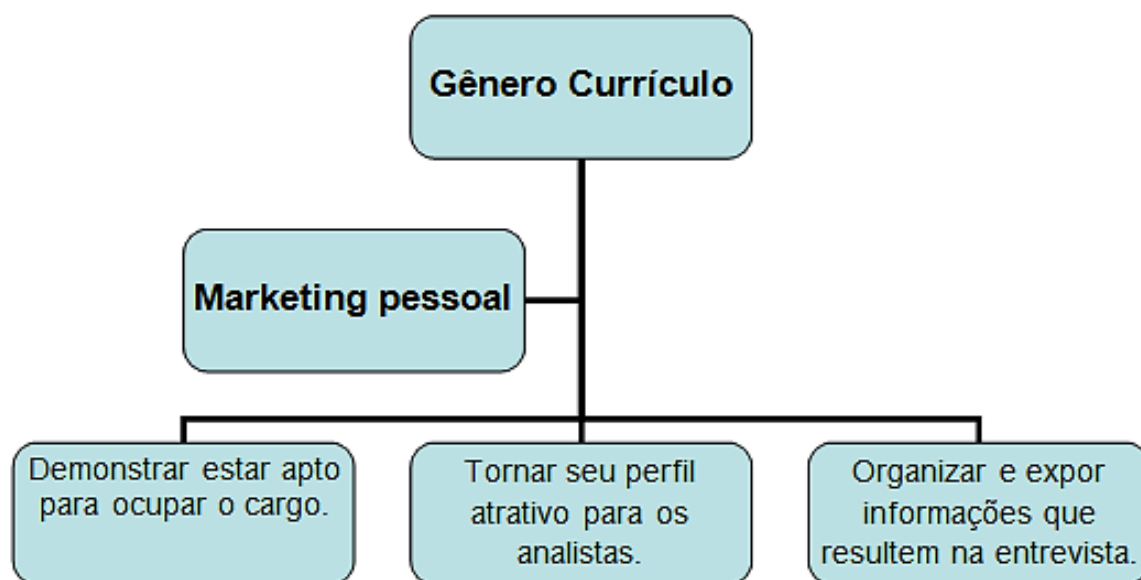 Gênero Currículo
Marketing pessoal
Demonstrar estar apto
para ocupar o cargo.
Tornar seu perfil
atrativo para os
analistas.
Organizar e expor
informações que
resultem na entrevista.